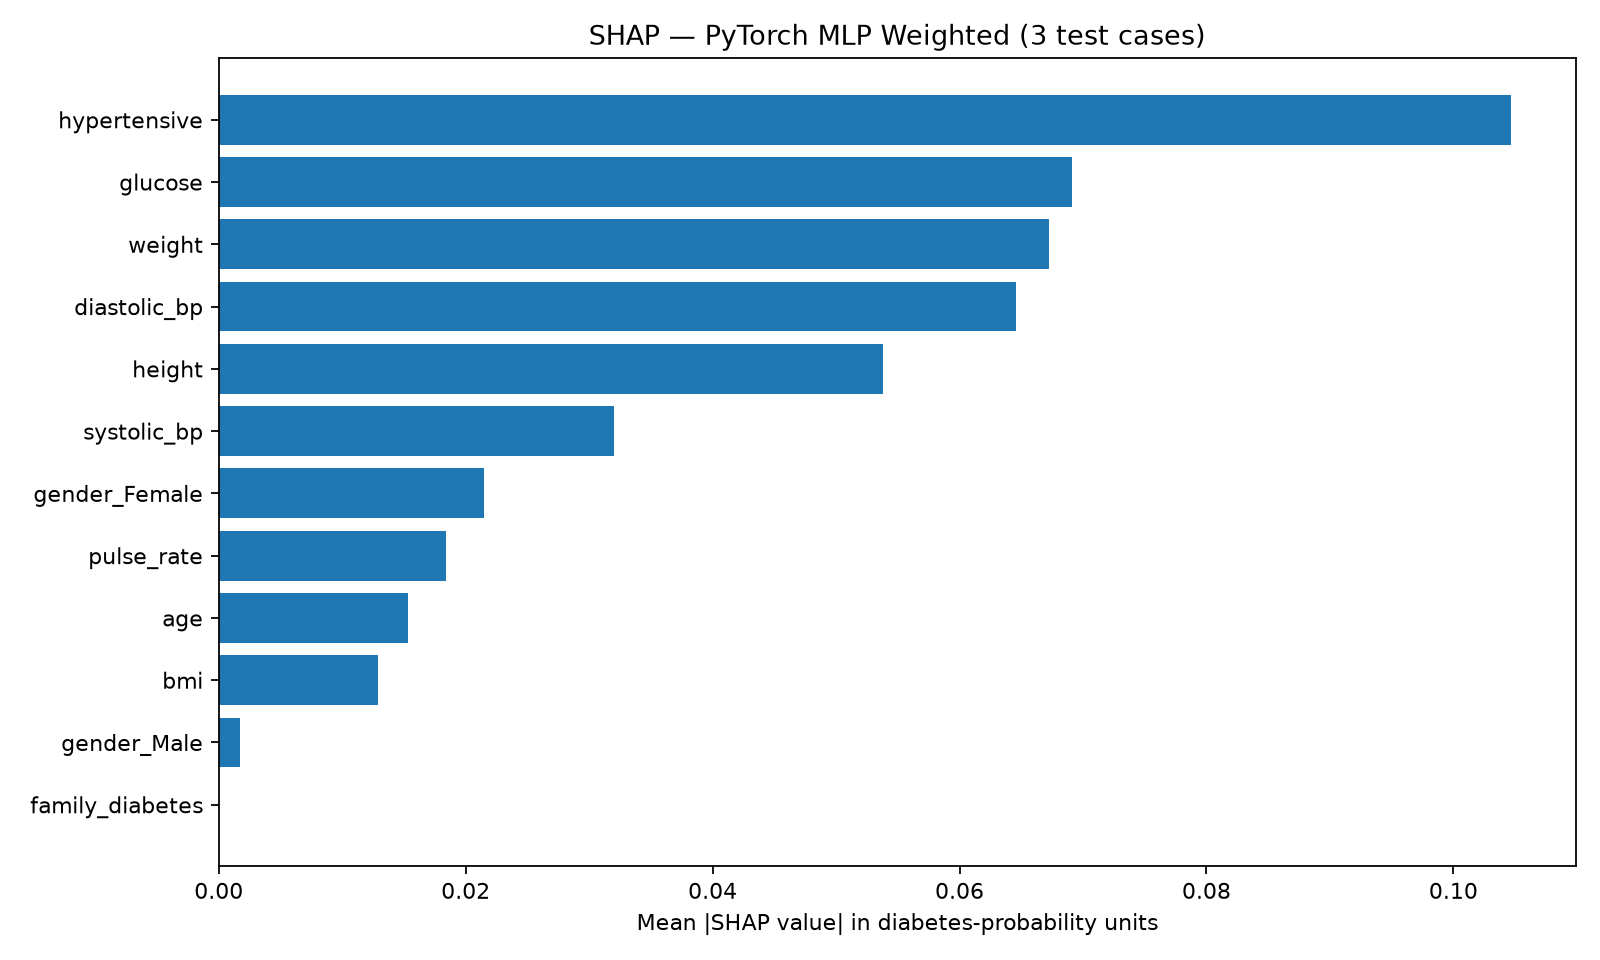 SHAP — PyTorch MLP Weighted (3 test cases)
hypertensive
glucose
weight
diastolic_bp
height
systolic_bp
gender_Female
pulse_rate
age
bmi
gender_Male
family_diabetes
0.00 0.02 0.04 0.06 0.08 0.10
Mean |SHAP value| in diabetes-probability units